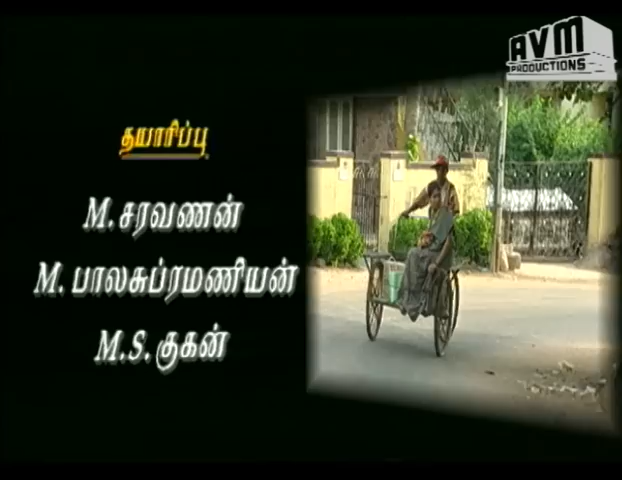 AVM
PRODUCTIONS
தயாரிப்பு
M. சரவணன்
M. பாலசுப்ரமணியன்
M.S. குகன்